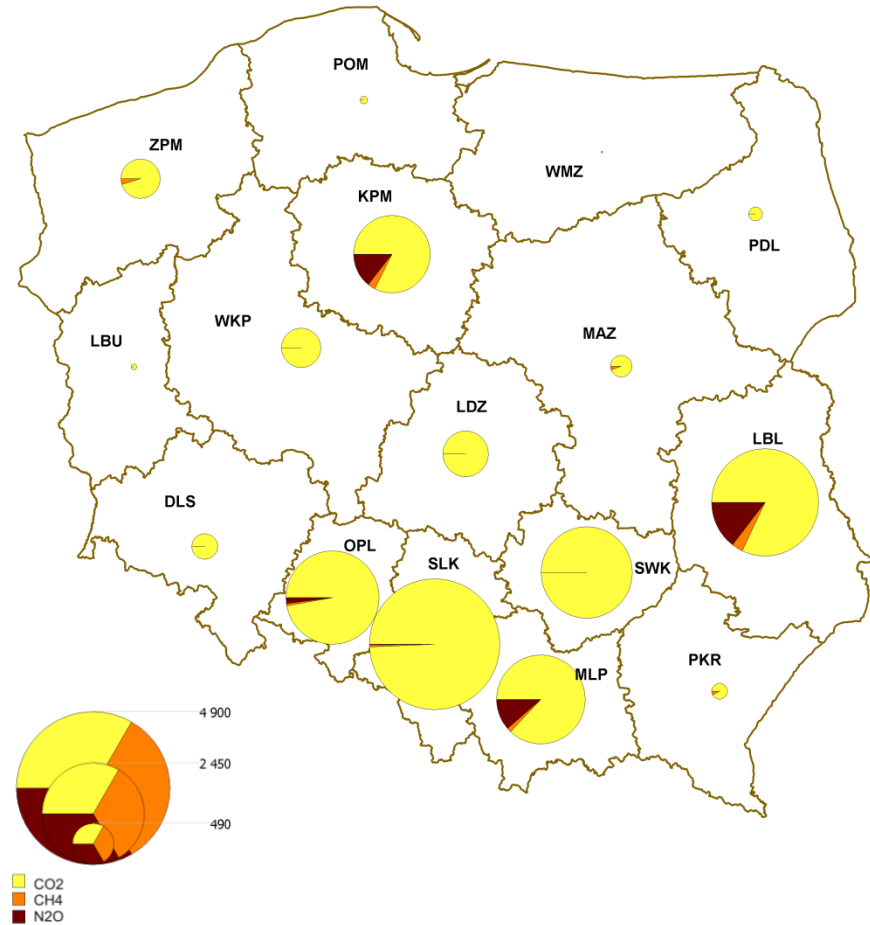 POM
ZPM
WMZ
KPM
PDL
WKP
LBU
MAZ
LDZ
LBL
DLS
OPL
SLK
SWK
PKR
MLP
4 900
2 450
490
CO2
CH4
N2O